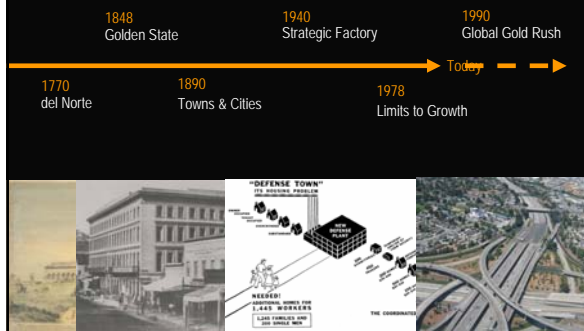 1848
Golden State
1940
Strategic Factory
1990
Global Gold Rush
Today
1770
del Norte
1890
Towns & Cities
1978
Limits to Growth
"DEFENSE TOWN"
ITS HOUSING PROBLEM
NEW
DEFENSE
PLANT
NEEDED!
ADDITIONAL HOMES FOR
1,445 WORKERS
1,245 FAMILIES AND
200 SINGLE MEN
THE COORDINATED